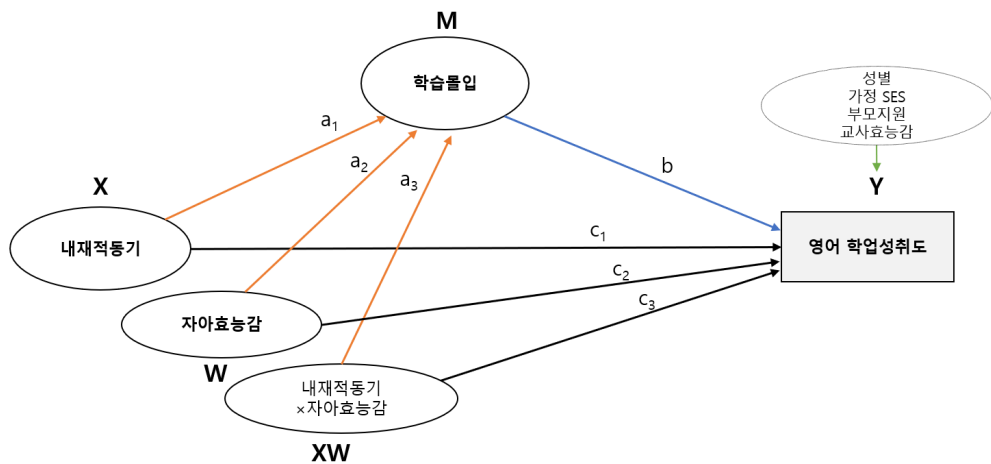 M
학습몰입
성별
가정 SES
부모지원
교사효능감
a₁
a₂
a₃
b
X
Y
내재적동기
c₁
영어 학업성취도
c₂
c₃
자아효능감
W
내재적동기
×자아효능감
XW